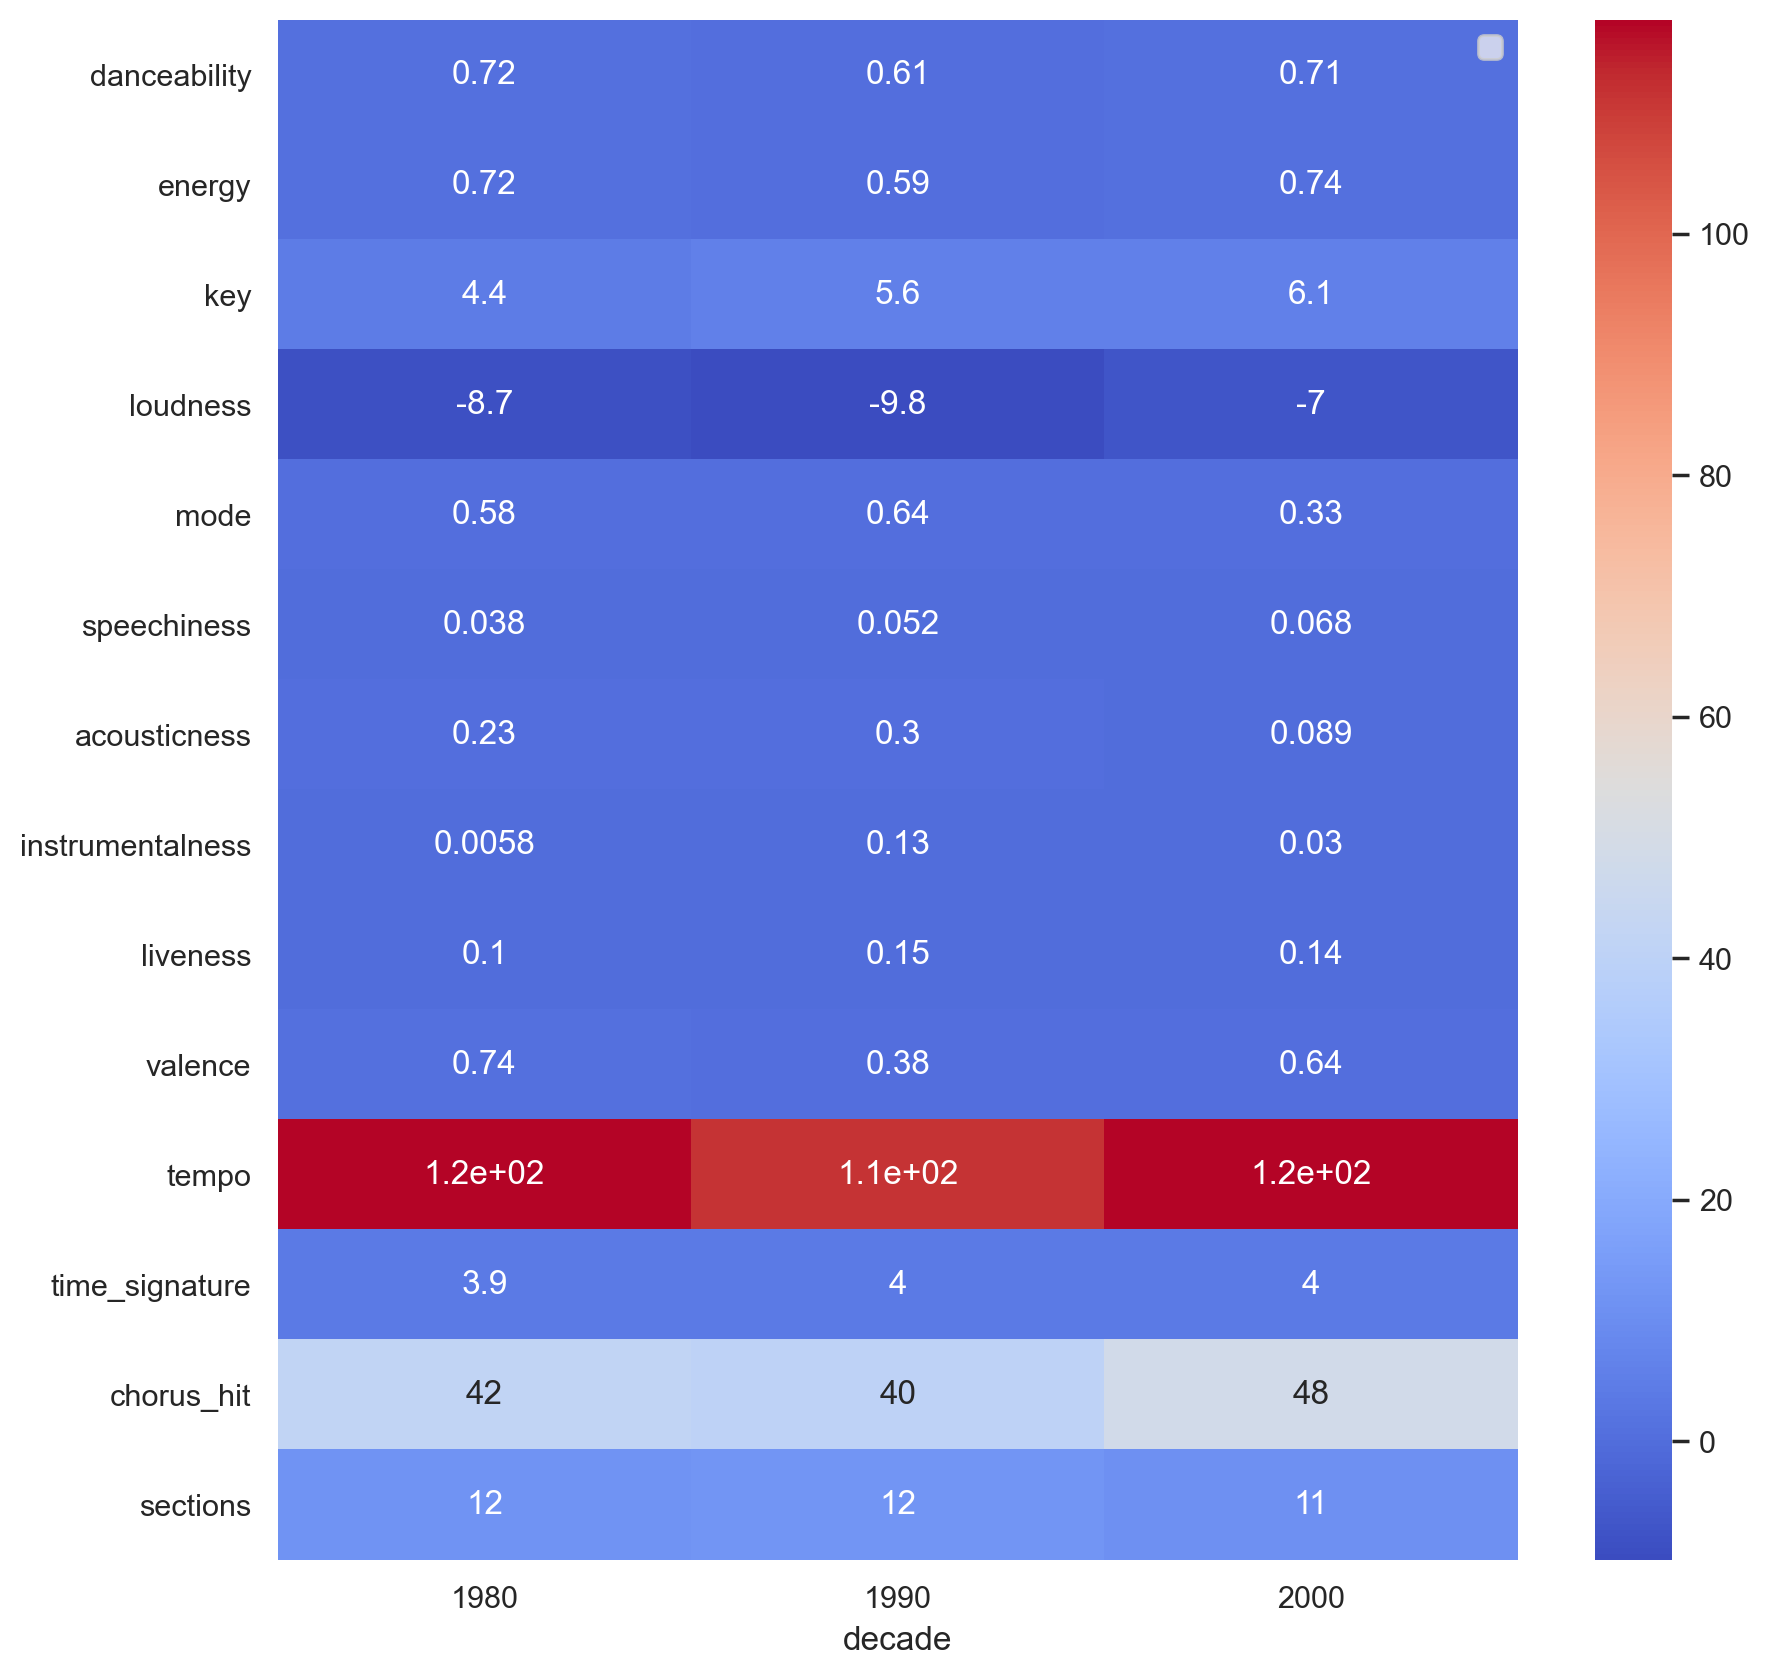 danceability 0.72 0.61 0.71
energy 0.72 0.59 0.74
100
key 4.4 5.6 6.1
loudness -8.7 -9.8 -7
80
mode 0.58 0.64 0.33
speechiness 0.038 0.052 0.068
60
acousticness 0.23 0.3 0.089
instrumentalness 0.0058 0.13 0.03
liveness 0.1 0.15 0.14
40
valence 0.74 0.38 0.64
tempo 1.2e+02 1.1e+02 1.2e+02
20
time_signature 3.9 4 4
chorus_hit 42 40 48
0
sections 12 12 11
1980 1990 2000
decade